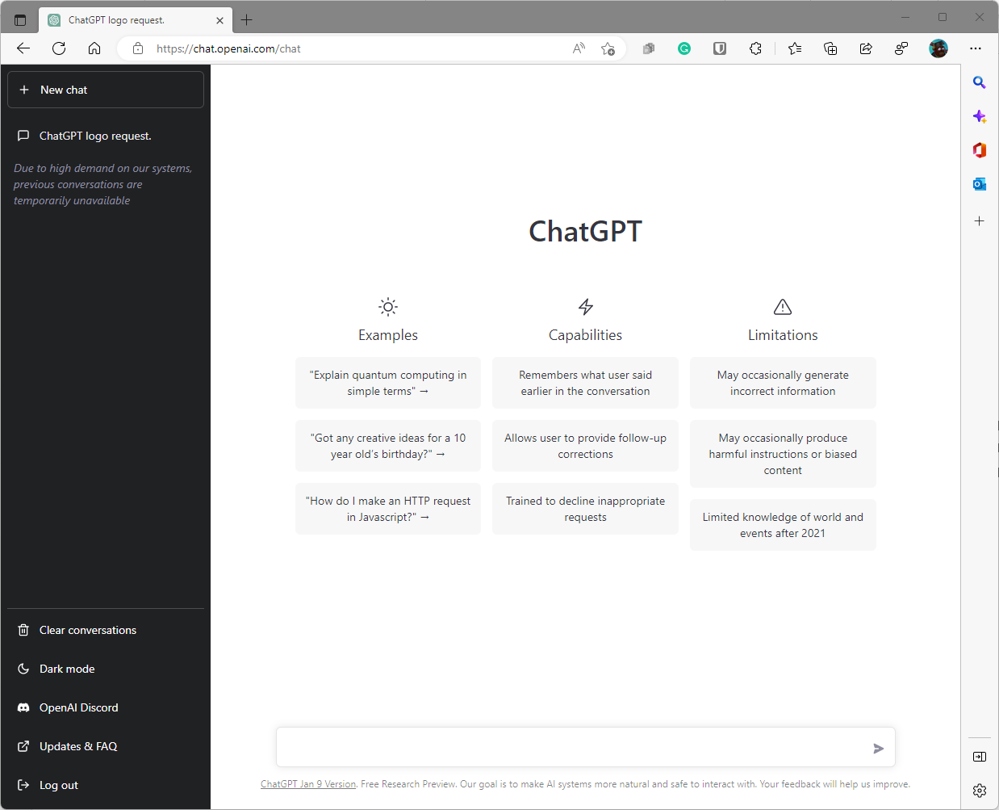 ChatGPT logo request.
https://chat.openai.com/chat
New chat
ChatGPT logo request.
Due to high demand on our systems,
previous conversations are
temporarily unavailable
Clear conversations
Dark mode
OpenAI Discord
Updates & FAQ
Log out
ChatGPT
Examples
"Explain quantum computing in
simple terms" →
"Got any creative ideas for a 10
year old's birthday?" →
"How do I make an HTTP request
in Javascript?" →
Capabilities
Remembers what user said
earlier in the conversation
Allows user to provide follow-up
corrections
Trained to decline inappropriate
requests
Limitations
May occasionally generate
incorrect information
May occasionally produce
harmful instructions or biased
content
Limited knowledge of world and
events after 2021
ChatGPT Jan 9 Version. Free Research Preview. Our goal is to make AI systems more natural and safe to interact with. Your feedback will help us improve.